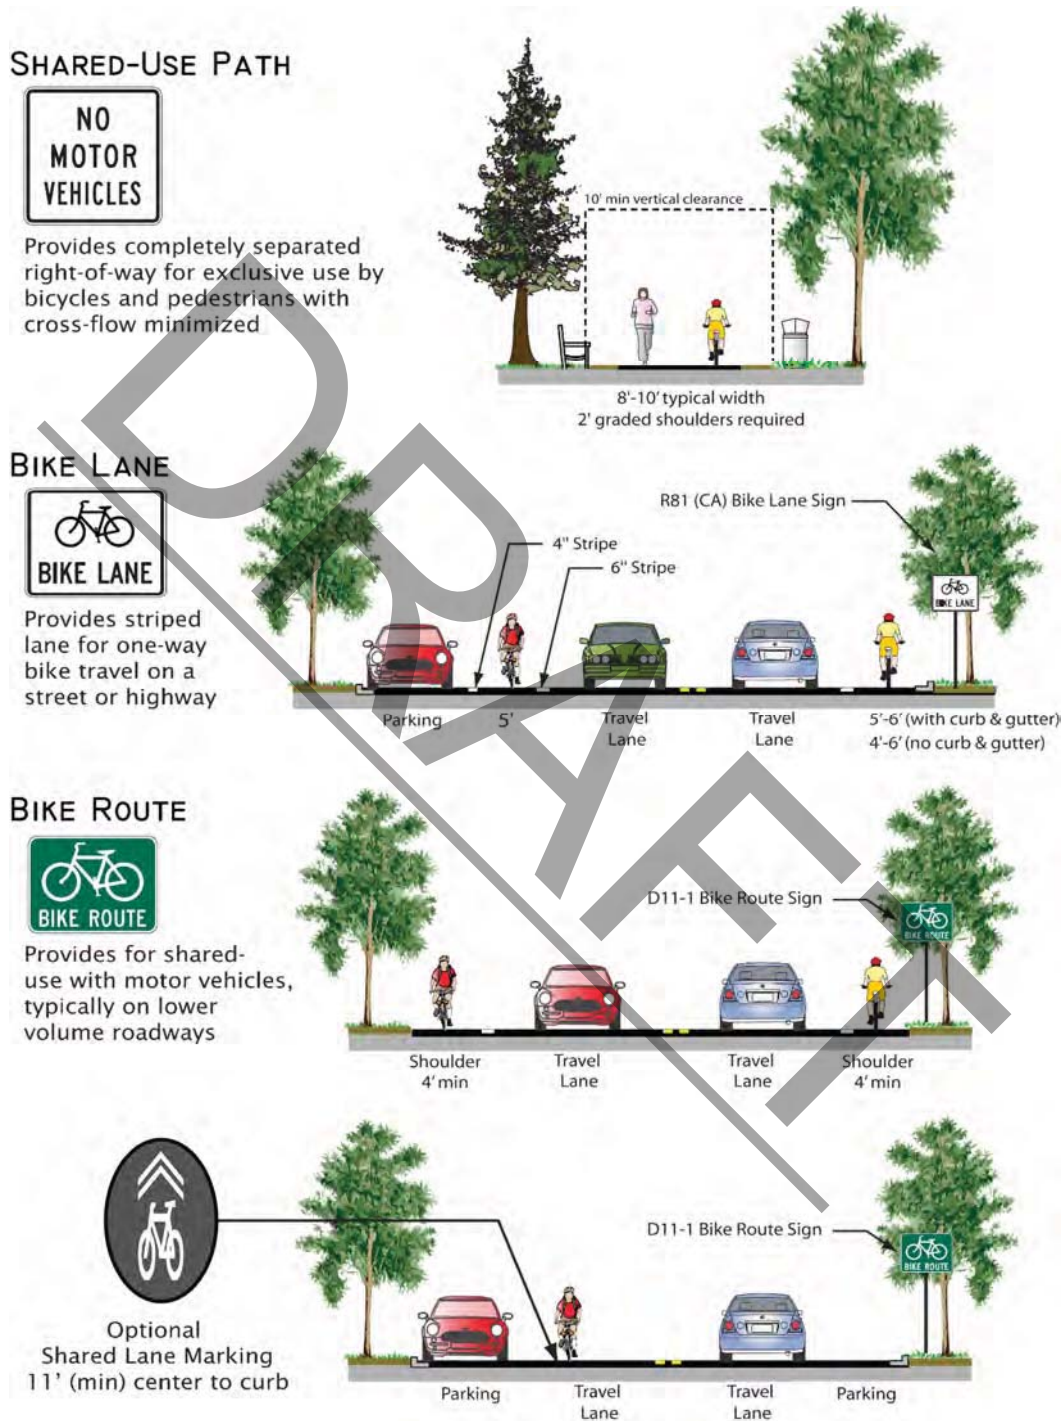 SHARED-USE PATH
NO
MOTOR
VEHICLES
Provides completely separated
right-of-way for exclusive use by
bicycles and pedestrians with
cross-flow minimized
10' min vertical clearance
8'-10' typical width
2' graded shoulders required
BIKE LANE
BIKE LANE
Provides striped
lane for one-way
bike travel on a
street or highway
R81 (CA) Bike Lane Sign
4" Stripe
6" Stripe
BIKE LANE
Parking
5'
Travel
Lane
Travel
Lane
5'-6' (with curb & gutter)
4'-6' (no curb & gutter)
BIKE ROUTE
BIKE ROUTE
Provides for shared-
use with motor vehicles,
typically on lower
volume roadways
D11-1 Bike Route Sign
BIKE ROUTE
Shoulder
4' min
Travel
Lane
Travel
Lane
Shoulder
4' min
Optional
Shared Lane Marking
11' (min) center to curb
D11-1 Bike Route Sign
BIKE ROUTE
Parking
Travel
Lane
Travel
Lane
Parking
DRAFT